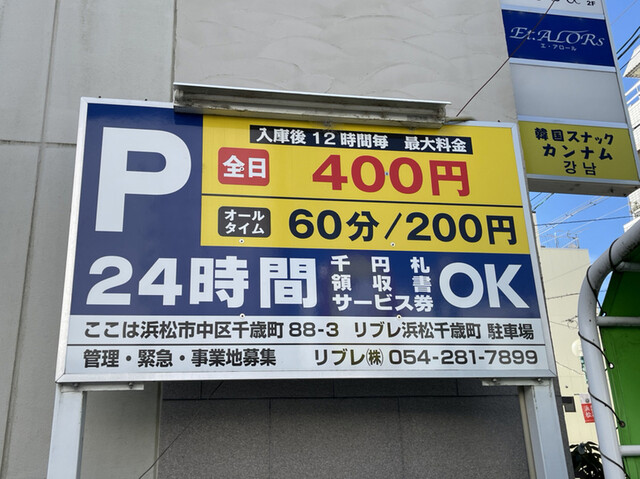 2F
Et.ALORs
エ・アロール
韓国スナック
カンナム
강남
P
入庫後12時間毎 最大料金
全日 400円
オールタイム 60分/200円
24時間 千円札 領収書 サービス券 OK
ここは浜松市中区千歳町88-3 リブレ浜松千歳町 駐車場
管理・緊急・事業地募集 リブレ㈱ 054-281-7899